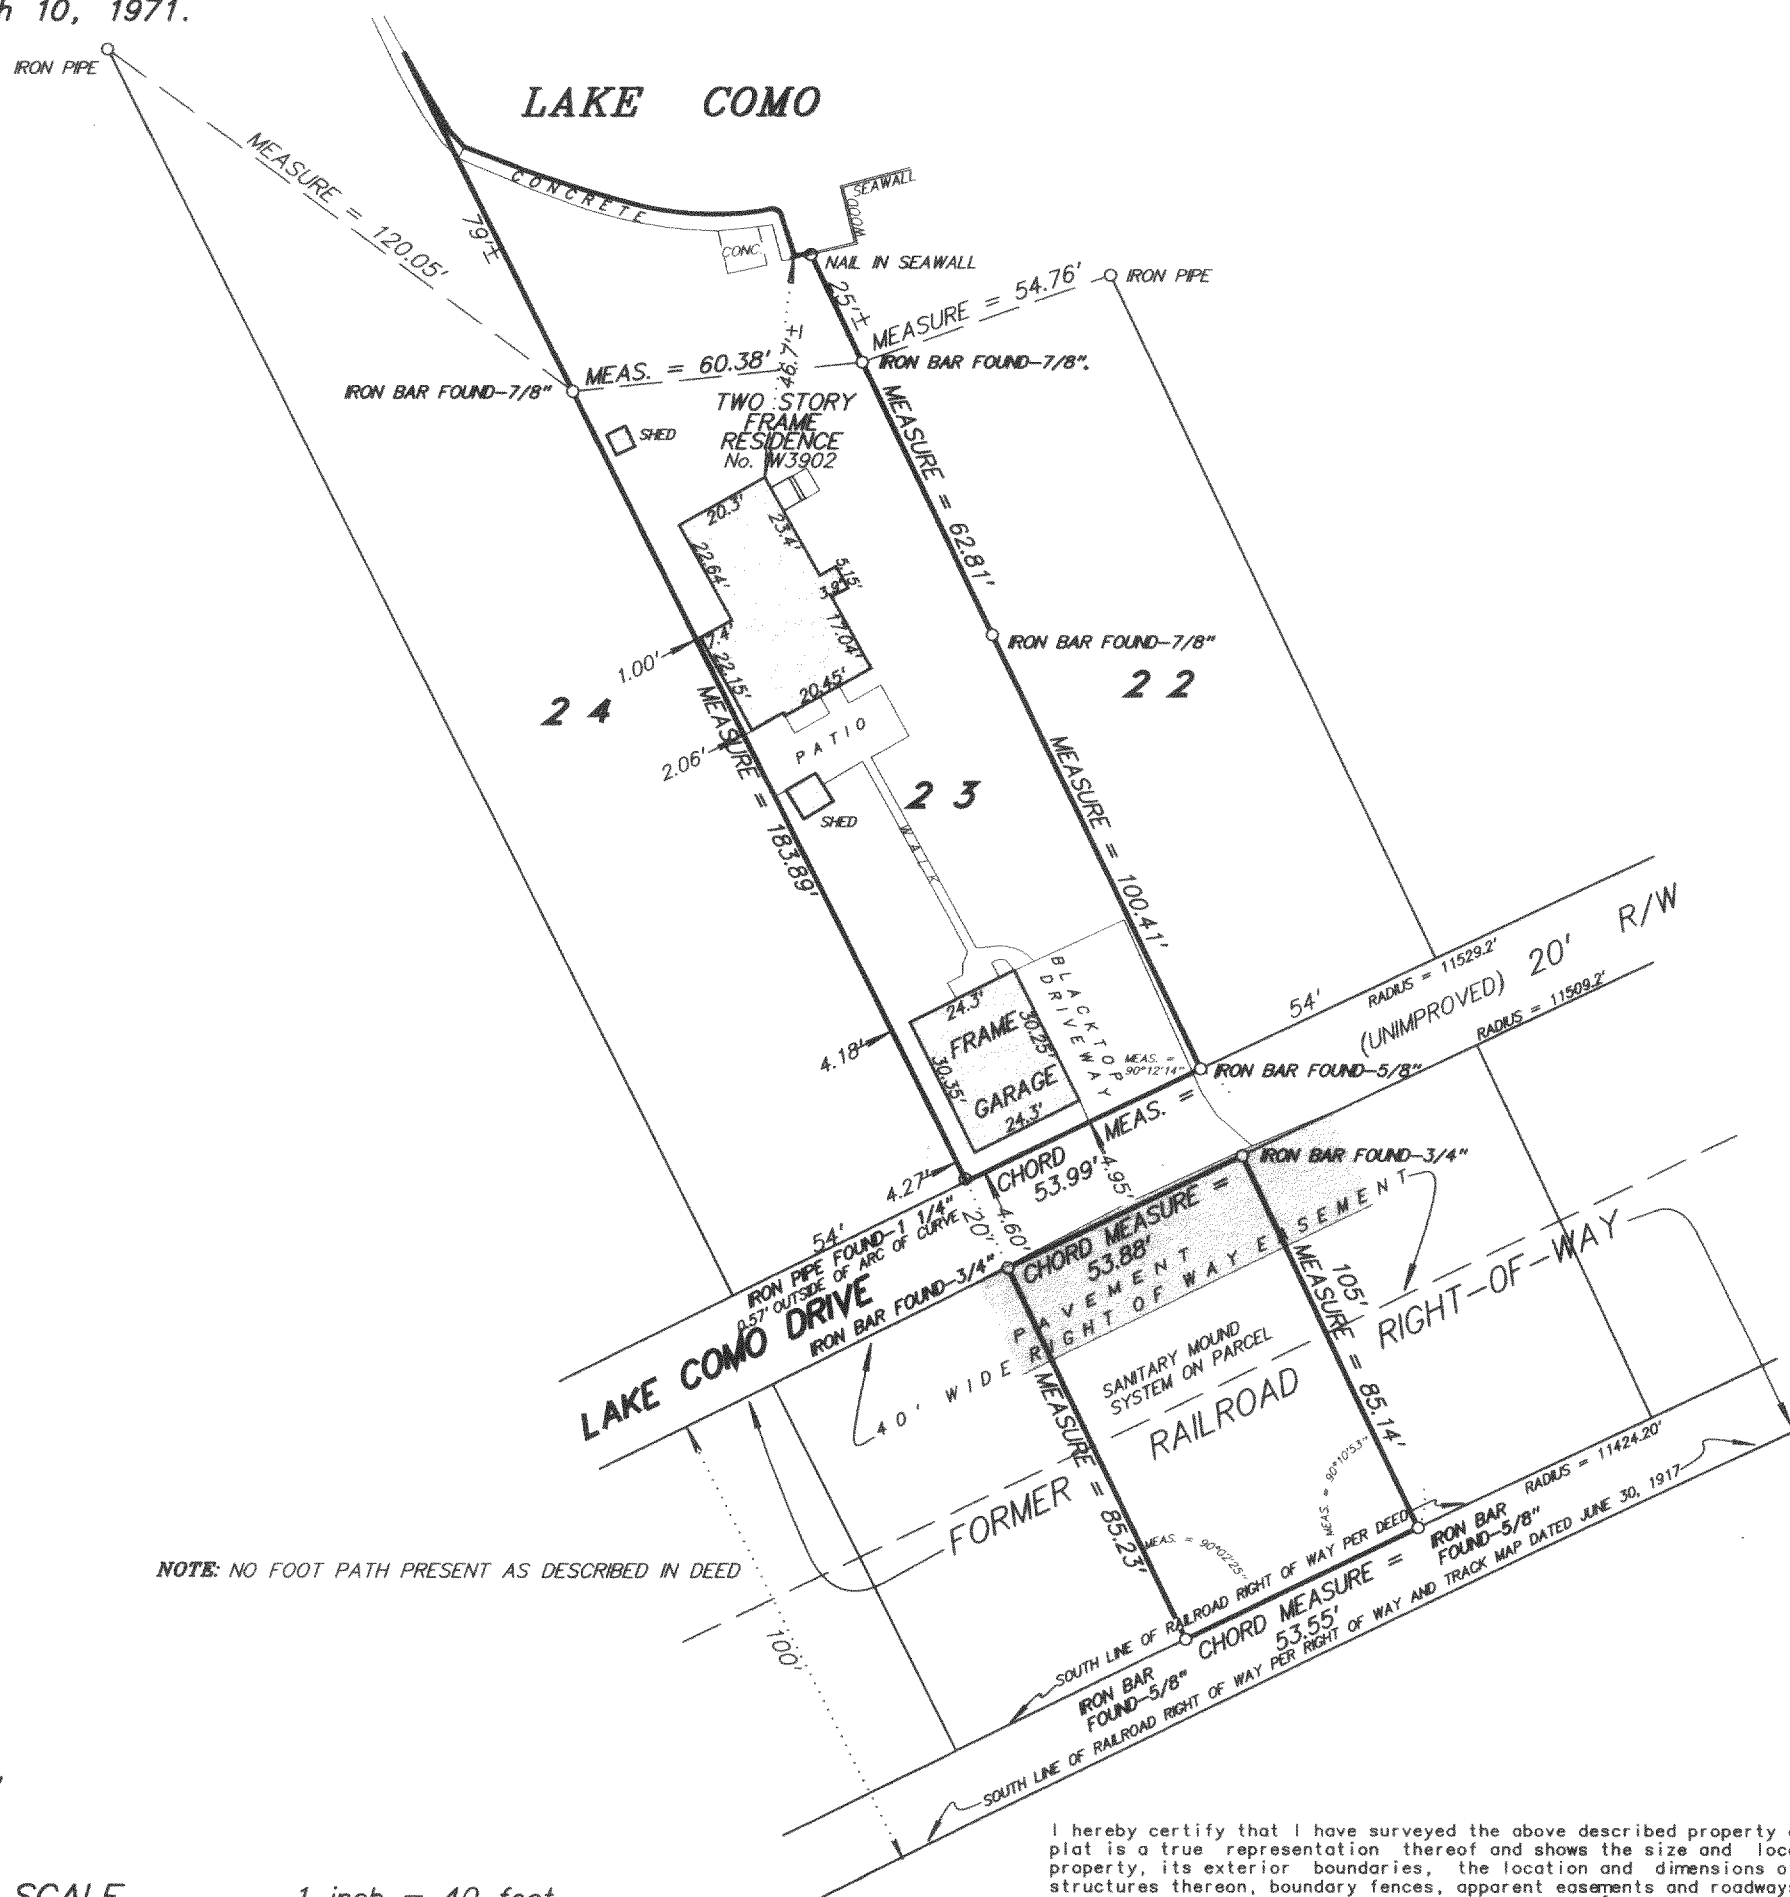 h 10, 1971.
IRON PIPE
LAKE COMO
MEASURE = 120.05'
79'±
CONCRETE
CONC.
SEAWALL
WOOD
NAIL IN SEAWALL
25'±
MEASURE = 54.76'
IRON PIPE
IRON BAR FOUND-7/8"
MEAS. = 60.38'
46.7'±
IRON BAR FOUND-7/8".
SHED
TWO STORY
FRAME
RESIDENCE
No. W3902
MEASURE = 62.81'
20.3'
23.4'
22.64'
5.15'
3.9'
17.04'
7.4'
22.15'
20.45'
1.00'
2.06'
IRON BAR FOUND-7/8"
24
22
23
PATIO
SHED
WALK
MEASURE = 183.89'
MEASURE = 100.41'
24.3'
FRAME
GARAGE
30.25'
30.35'
24.3'
BLACKTOP
DRIVEWAY
4.18'
4.27'
MEAS. =
90°12'14"
IRON BAR FOUND-5/8"
54'
RADIUS = 11529.2'
(UNIMPROVED) 20' R/W
RADIUS = 11509.2'
CHORD MEAS. =
53.99'
4.95'
4.60'
20'
54'
IRON PIPE FOUND-1 1/4"
0.57' OUTSIDE OF ARC OF CURVE
LAKE COMO DRIVE
IRON BAR FOUND-3/4"
IRON BAR FOUND-3/4"
CHORD MEASURE =
53.88'
PAVEMENT
40' WIDE RIGHT OF WAY EASEMENT
SANITARY MOUND
SYSTEM ON PARCEL
105'
MEASURE = 85.14'
MEASURE = 85.23'
FORMER RAILROAD RIGHT-OF-WAY
MEAS. = 90°10'53"
MEAS. = 90°02'25"
NOTE: NO FOOT PATH PRESENT AS DESCRIBED IN DEED
100'
RADIUS = 11424.20'
SOUTH LINE OF RAILROAD RIGHT OF WAY PER DEED
IRON BAR
FOUND-5/8"
CHORD MEASURE =
53.55'
IRON BAR
FOUND-5/8"
SOUTH LINE OF RAILROAD RIGHT OF WAY PER RIGHT OF WAY AND TRACK MAP DATED JUNE 30, 1917
I hereby certify that I have surveyed the above described property
plat is a true representation thereof and shows the size and loc
property, its exterior boundaries, the location and dimensions o
structures thereon, boundary fences, apparent easements and roadway
SCALE 1 inch = 40 feet